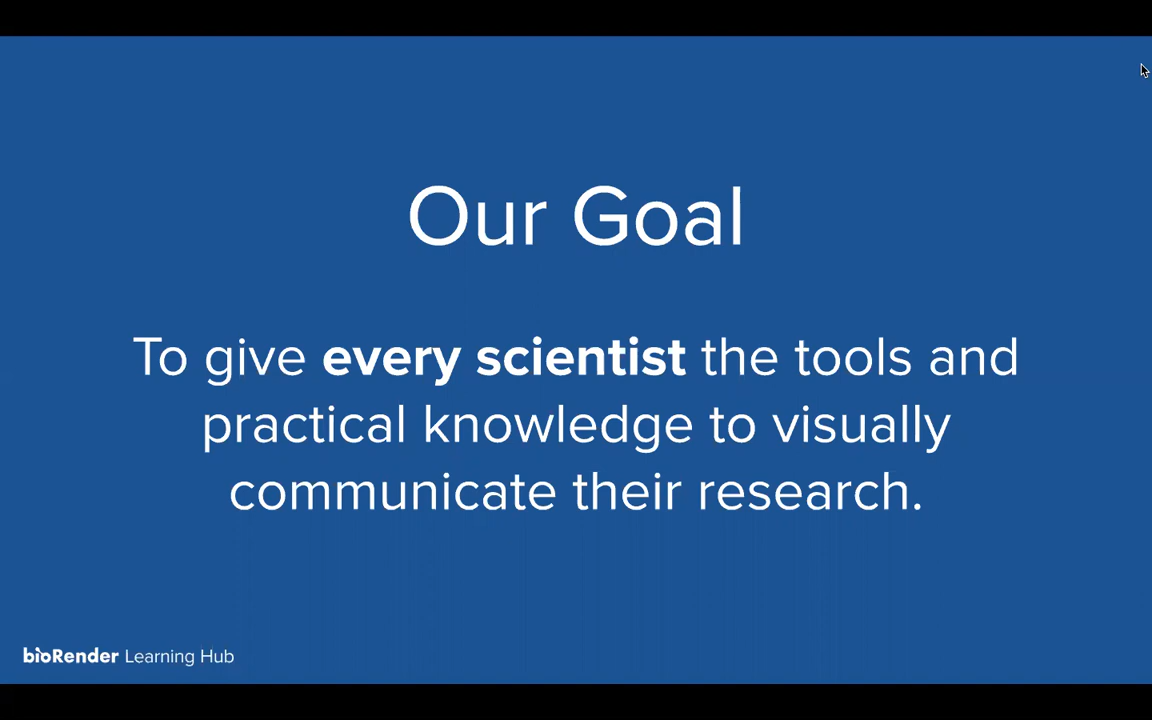 Our Goal
To give every scientist the tools and
practical knowledge to visually
communicate their research.
bioRender Learning Hub